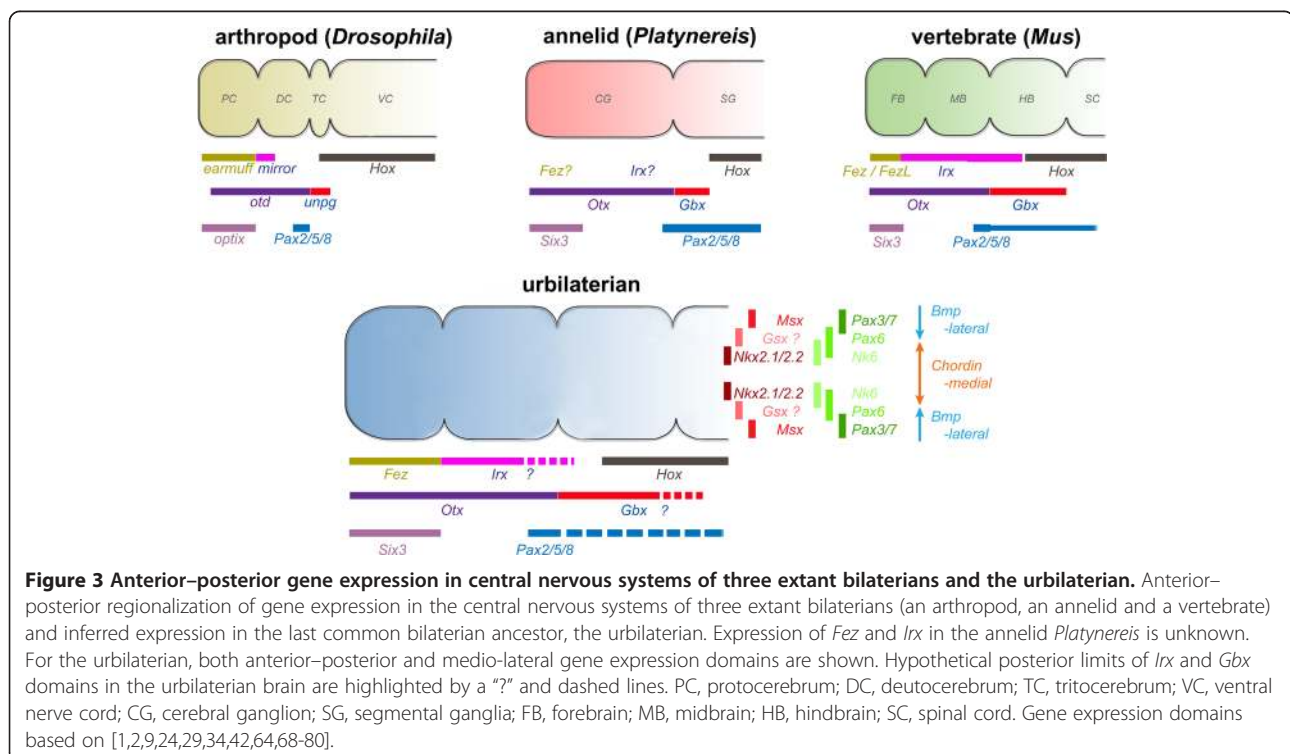 arthropod (Drosophila)
annelid (Platynereis)
vertebrate (Mus)
PC DC TC VC
CG SG
FB MB HB SC
earmuff mirror Hox
otd unpg
optix Pax2/5/8
Fez? Irx? Hox
Otx Gbx
Six3 Pax2/5/8
Fez / FezL Irx Hox
Otx Gbx
Six3 Pax2/5/8
urbilaterian
Msx Pax3/7 Bmp
Gsx ? Pax6 -lateral
Nkx2.1/2.2 Nk6
Chordin
-medial
Nkx2.1/2.2 Nk6
Gsx ? Pax6 Bmp
Msx Pax3/7 -lateral
Fez Irx ? Hox
Otx Gbx ?
Six3 Pax2/5/8
Figure 3 Anterior–posterior gene expression in central nervous systems of three extant bilaterians and the urbilaterian. Anterior–
posterior regionalization of gene expression in the central nervous systems of three extant bilaterians (an arthropod, an annelid and a vertebrate)
and inferred expression in the last common bilaterian ancestor, the urbilaterian. Expression of Fez and Irx in the annelid Platynereis is unknown.
For the urbilaterian, both anterior–posterior and medio-lateral gene expression domains are shown. Hypothetical posterior limits of Irx and Gbx
domains in the urbilaterian brain are highlighted by a “?” and dashed lines. PC, protocerebrum; DC, deutocerebrum; TC, tritocerebrum; VC, ventral
nerve cord; CG, cerebral ganglion; SG, segmental ganglia; FB, forebrain; MB, midbrain; HB, hindbrain; SC, spinal cord. Gene expression domains
based on [1,2,9,24,29,34,42,64,68-80].